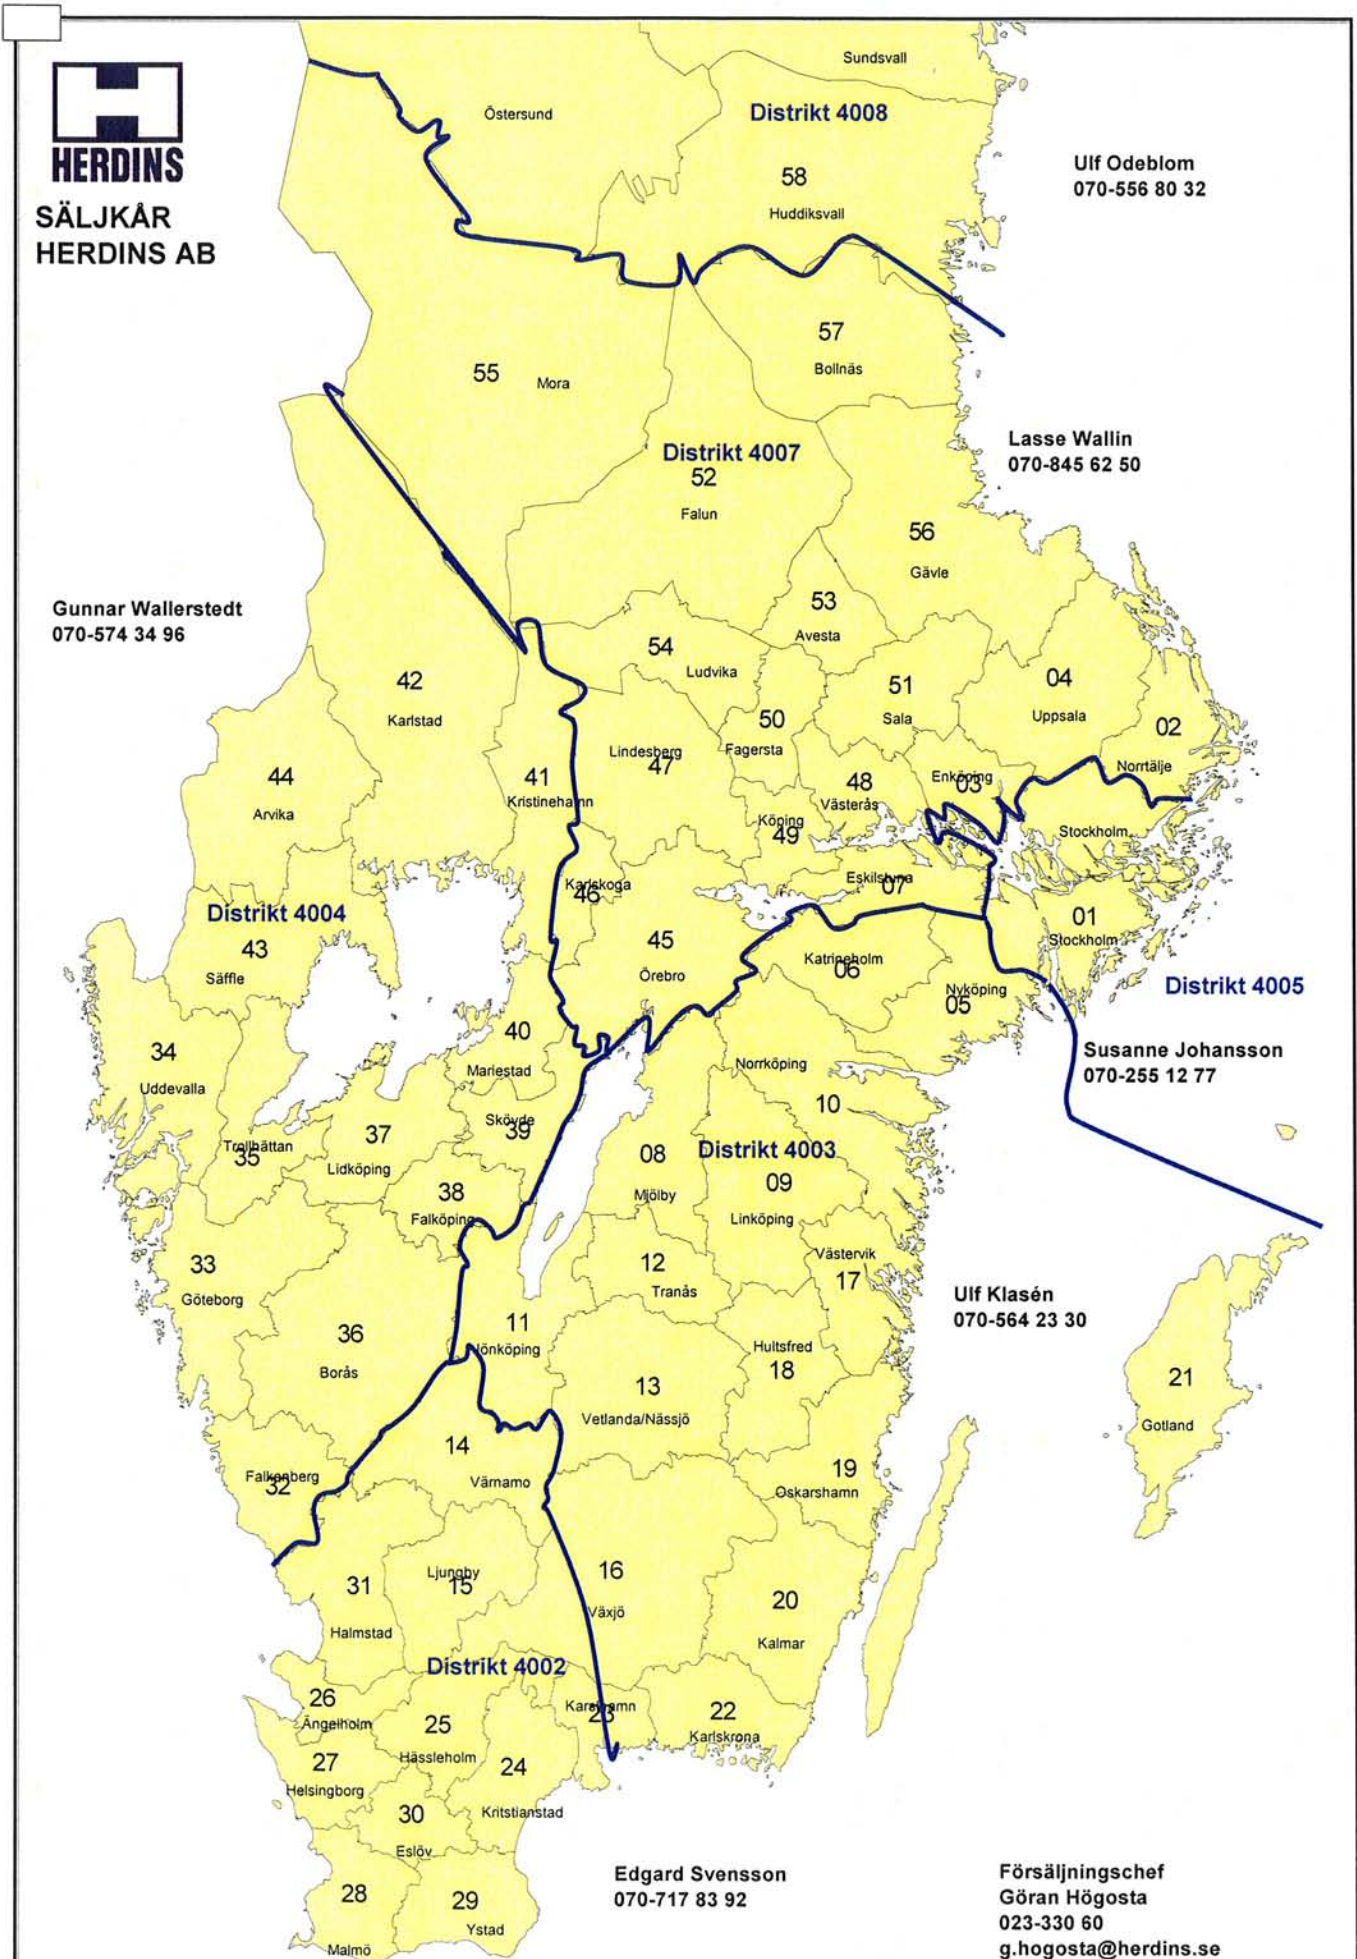 HERDINS
SÄLJKÅR
HERDINS AB
Sundsvall
Östersund
Distrikt 4008
58
Huddiksvall
Ulf Odeblom
070-556 80 32
57
Bollnäs
55
Mora
Lasse Wallin
070-845 62 50
Distrikt 4007
52
Falun
56
Gävle
Gunnar Wallerstedt
070-574 34 96
53
Avesta
54
Ludvika
42
Karlstad
51
Sala
04
Uppsala
50
Fagersta
02
Norrtälje
Lindesberg
47
44
Arvika
41
Kristinehamn
48
Västerås
Enköping
03
Köping
49
Stockholm
Karlskoga
46
Eskilstuna
07
Distrikt 4004
43
Säffle
01
Stockholm
45
Örebro
Katrineholm
06
Nyköping
05
Distrikt 4005
40
Mariestad
34
Uddevalla
Susanne Johansson
070-255 12 77
Norrköping
10
Skövde
39
37
Lidköping
Trollhättan
35
08
Mjölby
Distrikt 4003
09
Linköping
38
Falköping
33
Göteborg
12
Tranås
Västervik
17
Ulf Klasén
070-564 23 30
36
Borås
11
Jönköping
Hultsfred
18
13
Vetlanda/Nässjö
21
Gotland
14
Värnamo
Falkenberg
32
19
Oskarshamn
31
Halmstad
Ljungby
15
16
Växjö
20
Kalmar
Distrikt 4002
26
Ängelholm
25
Hässleholm
Karlshamn
23
22
Karlskrona
27
Helsingborg
24
Kritstianstad
30
Eslöv
28
Malmö
29
Ystad
Edgard Svensson
070-717 83 92
Försäljningschef
Göran Högosta
023-330 60
g.hogosta@herdins.se